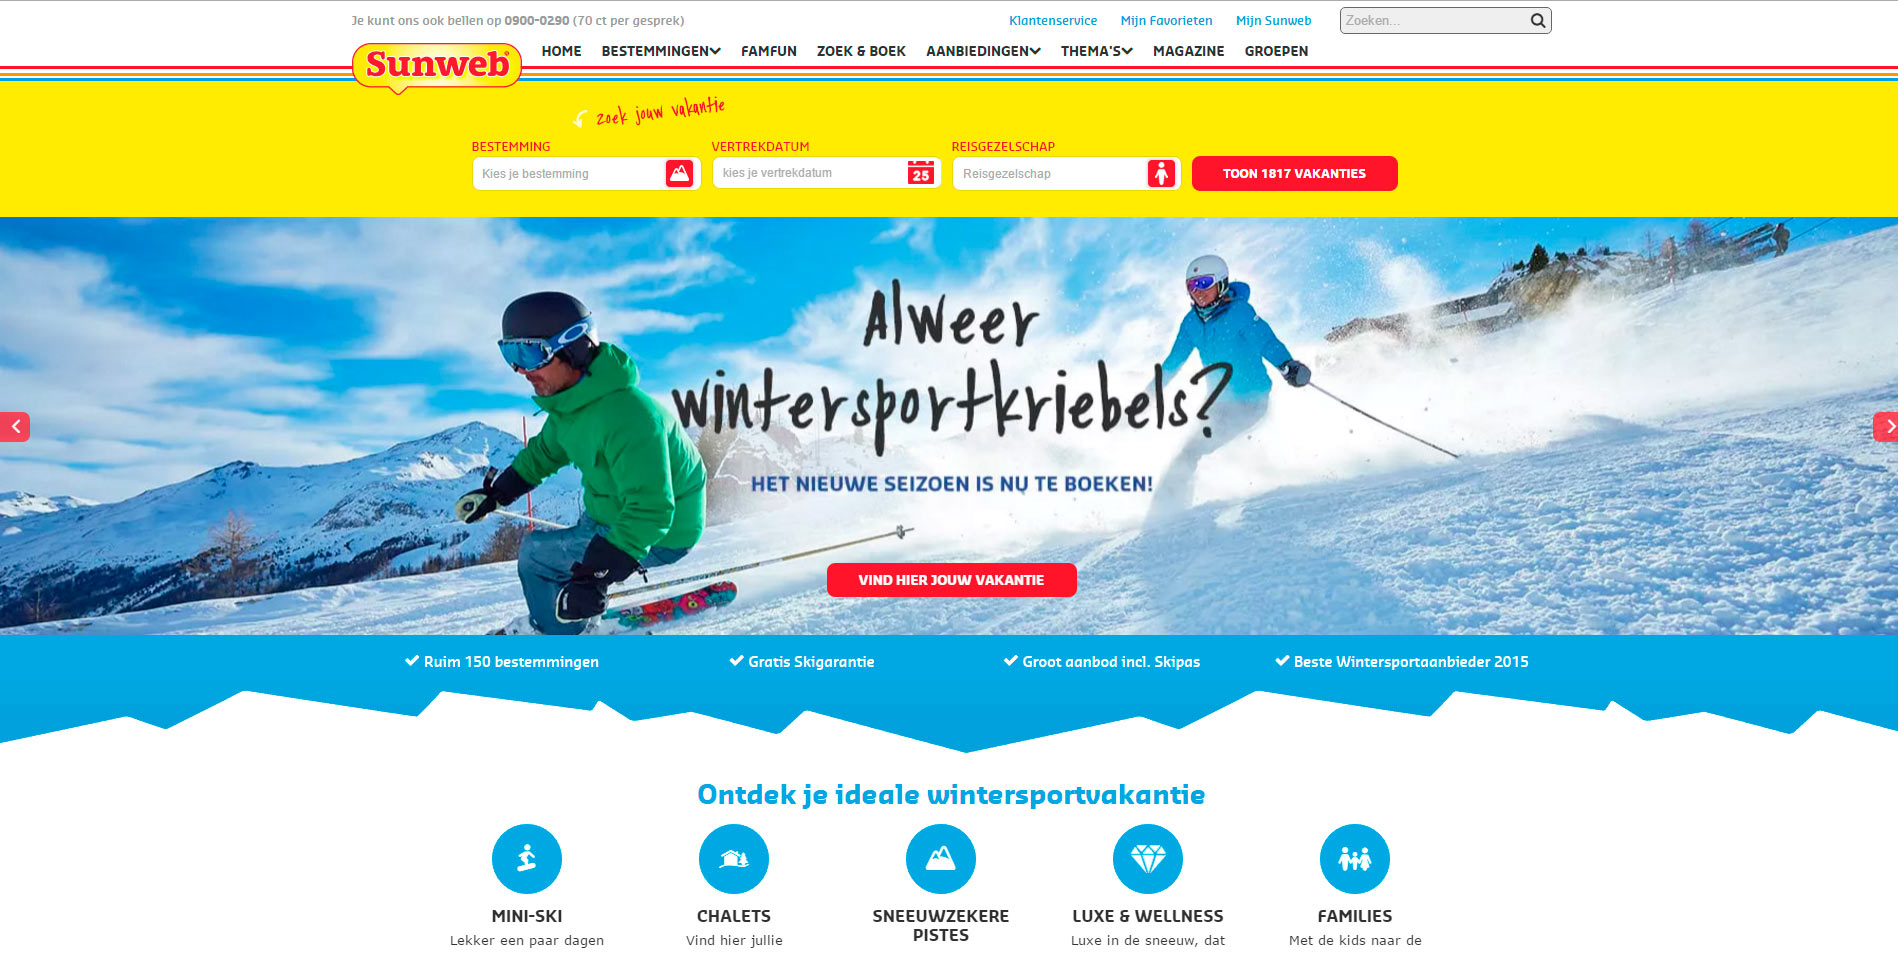 Je kunt ons ook bellen op 0900-0290 (70 ct per gesprek)
Klantenservice
Mijn Favorieten
Mijn Sunweb
Zoeken...
Sunweb
HOME
BESTEMMINGEN
FAMFUN
ZOEK & BOEK
AANBIEDINGEN
THEMA'S
MAGAZINE
GROEPEN
zoek jouw vakantie
BESTEMMING
VERTREKDATUM
REISGEZELSCHAP
Kies je bestemming
kies je vertrekdatum
25
Reisgezelschap
TOON 1817 VAKANTIES
Alweer
wintersportkriebels?
HET NIEUWE SEIZOEN IS NU TE BOEKEN!
VIND HIER JOUW VAKANTIE
Ruim 150 bestemmingen
Gratis Skigarantie
Groot aanbod incl. Skipas
Beste Wintersportaanbieder 2015
Ontdek je ideale wintersportvakantie
MINI-SKI
Lekker een paar dagen
CHALETS
Vind hier jullie
SNEEUWZEKERE
PISTES
LUXE & WELLNESS
Luxe in de sneeuw, dat
FAMILIES
Met de kids naar de